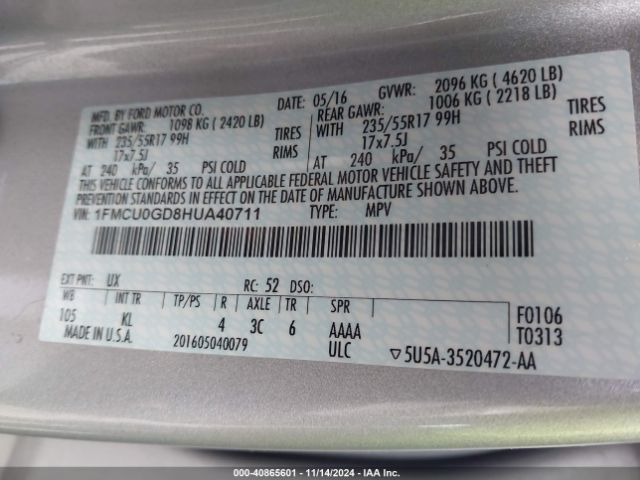 MFD. BY FORD MOTOR CO.
DATE: 05/16 GVWR: 2096 KG ( 4620 LB)
FRONT GAWR: 1098 KG ( 2420 LB)
REAR GAWR: 1006 KG ( 2218 LB)
WITH 235/55R17 99H TIRES
WITH 235/55R17 99H TIRES
17x7.5J RIMS
17x7.5J RIMS
AT 240 kPa/ 35 PSI COLD
AT 240 kPa/ 35 PSI COLD
THIS VEHICLE CONFORMS TO ALL APPLICABLE FEDERAL MOTOR VEHICLE SAFETY AND THEFT
PREVENTION STANDARDS IN EFFECT ON THE DATE OF MANUFACTURE SHOWN ABOVE.
VIN: 1FMCU0GD8HUA40711 TYPE: MPV
EXT PNT: UX RC: 52 DSO:
WB INT TR TP/PS R AXLE TR SPR
105 KL 4 3C 6 AAAA
F0106
T0313
MADE IN U.S.A. 201605040079 ULC ▽5U5A-3520472-AA
000-40865601 - 11/14/2024 - IAAI.COM